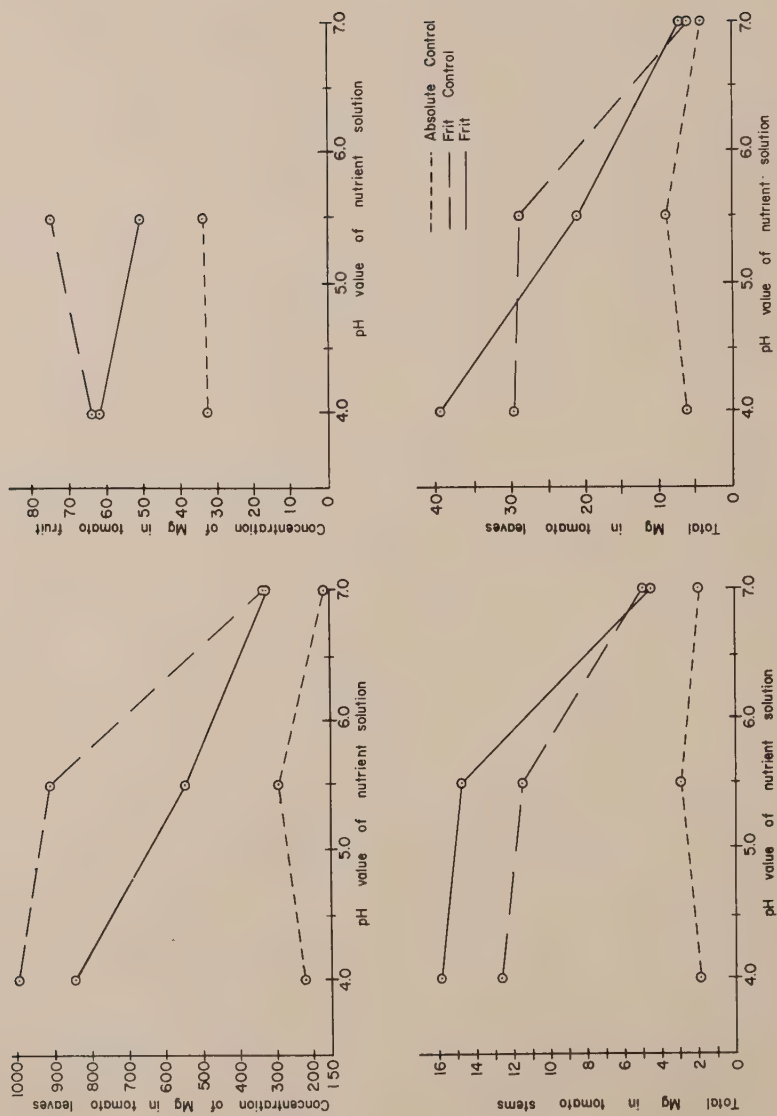 1000
900
800
700
600
500
400
300
200
150
Concentration of Mg in tomato leaves
4.0 5.0 6.0 7.0
pH value of nutrient solution
80
70
60
50
40
30
20
10
0
Concentration of Mg in tomato fruit
4.0 5.0 6.0 7.0
pH value of nutrient solution
16
14
12
10
8
6
4
2
0
Total Mg in tomato stems
4.0 5.0 6.0 7.0
pH value of nutrient solution
40
30
20
10
0
Total Mg in tomato leaves
4.0 5.0 6.0 7.0
pH value of nutrient solution
Absolute Control
Frit Control
Frit